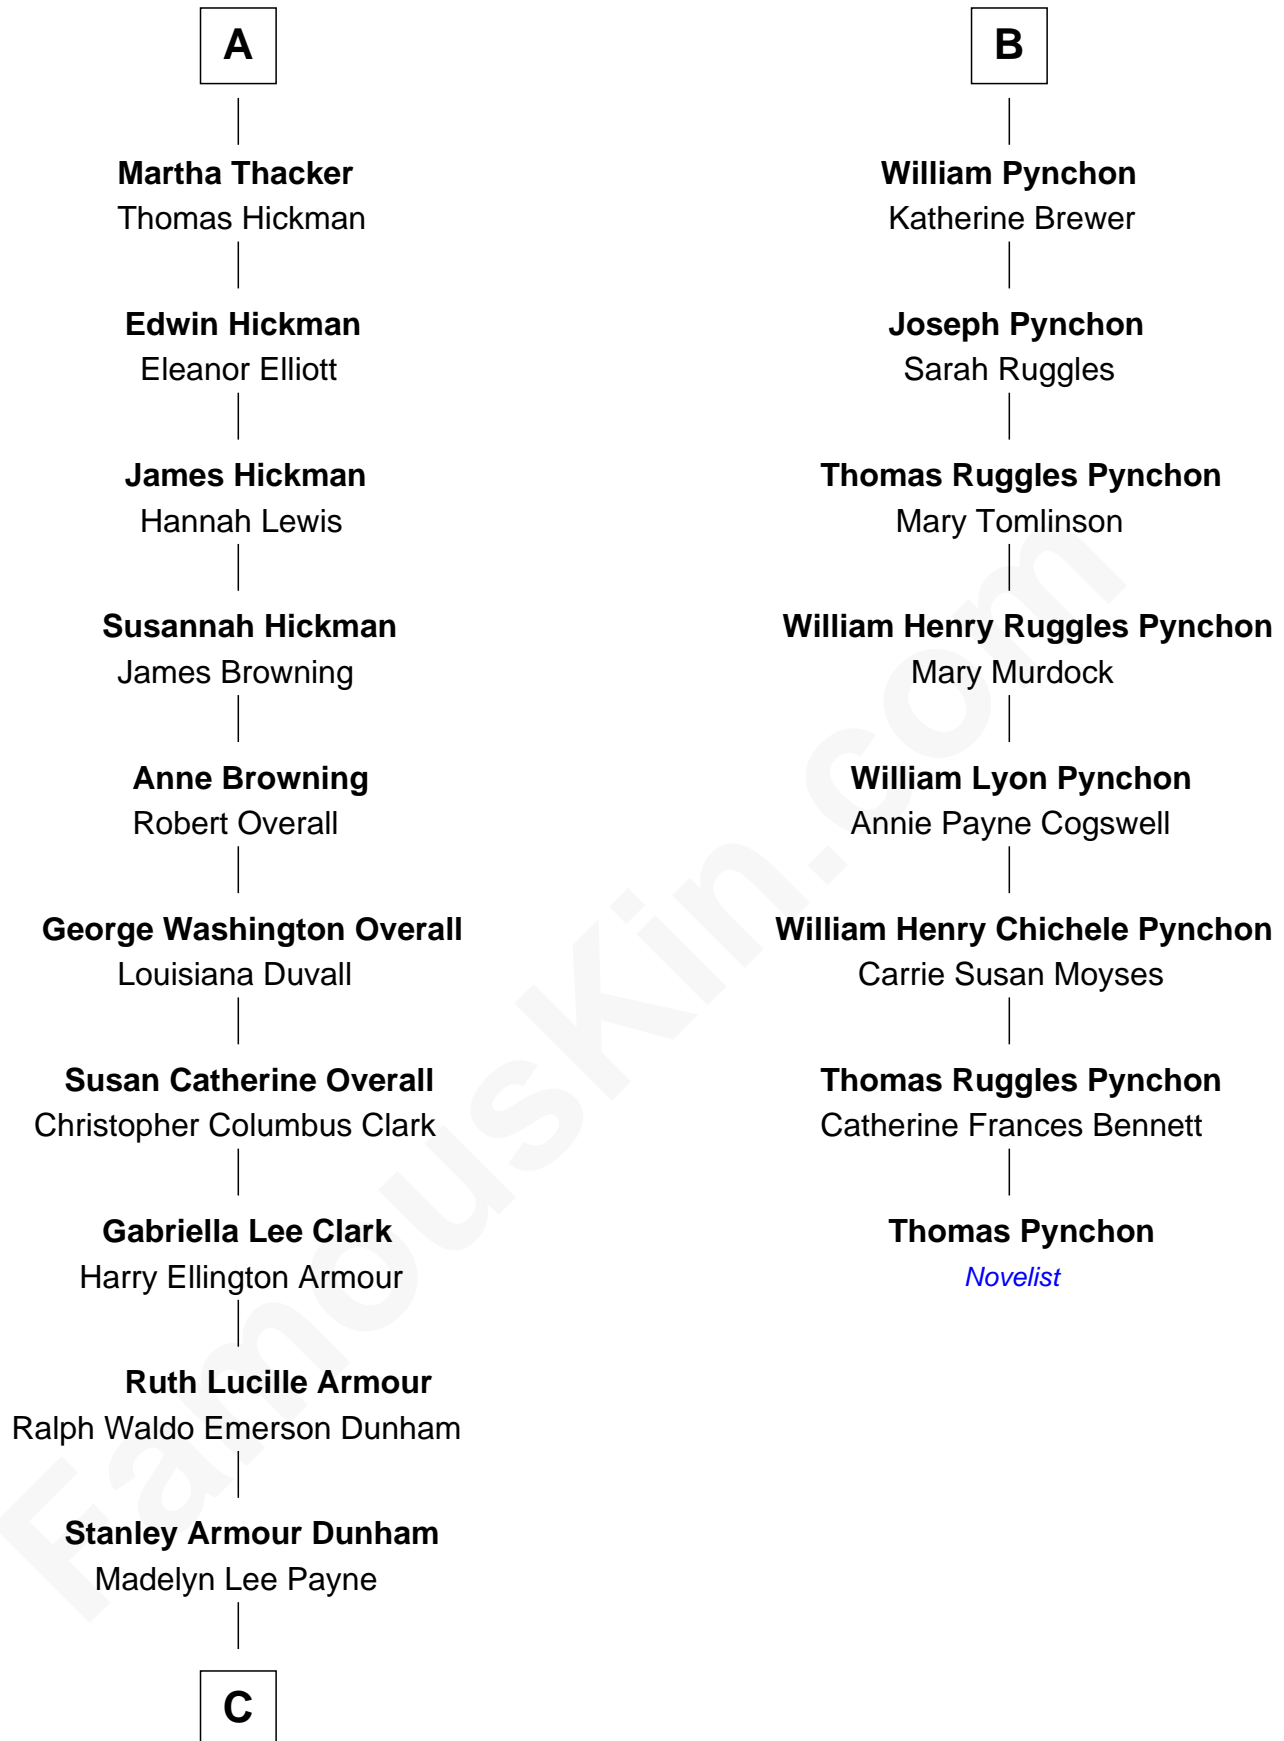 A
Martha Thacker
Thomas Hickman
Edwin Hickman
Eleanor Elliott
James Hickman
Hannah Lewis
Susannah Hickman
James Browning
Anne Browning
Robert Overall
George Washington Overall
Louisiana Duvall
Susan Catherine Overall
Christopher Columbus Clark
Gabriella Lee Clark
Harry Ellington Armour
Ruth Lucille Armour
Ralph Waldo Emerson Dunham
Stanley Armour Dunham
Madelyn Lee Payne
C
B
William Pynchon
Katherine Brewer
Joseph Pynchon
Sarah Ruggles
Thomas Ruggles Pynchon
Mary Tomlinson
William Henry Ruggles Pynchon
Mary Murdock
William Lyon Pynchon
Annie Payne Cogswell
William Henry Chichele Pynchon
Carrie Susan Moyses
Thomas Ruggles Pynchon
Catherine Frances Bennett
Thomas Pynchon
Novelist
FamousKin.com